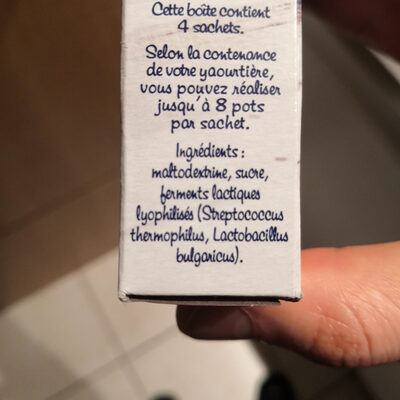 Cette boîte contient
4 sachets.
Selon la contenance
de votre yaourtière,
vous pouvez réaliser
jusqu'à 8 pots
par sachet.
Ingrédients :
maltodextrine, sucre,
ferments lactiques
lyophilisés (Streptococcus
thermophilus, Lactobacillus
bulgaricus).